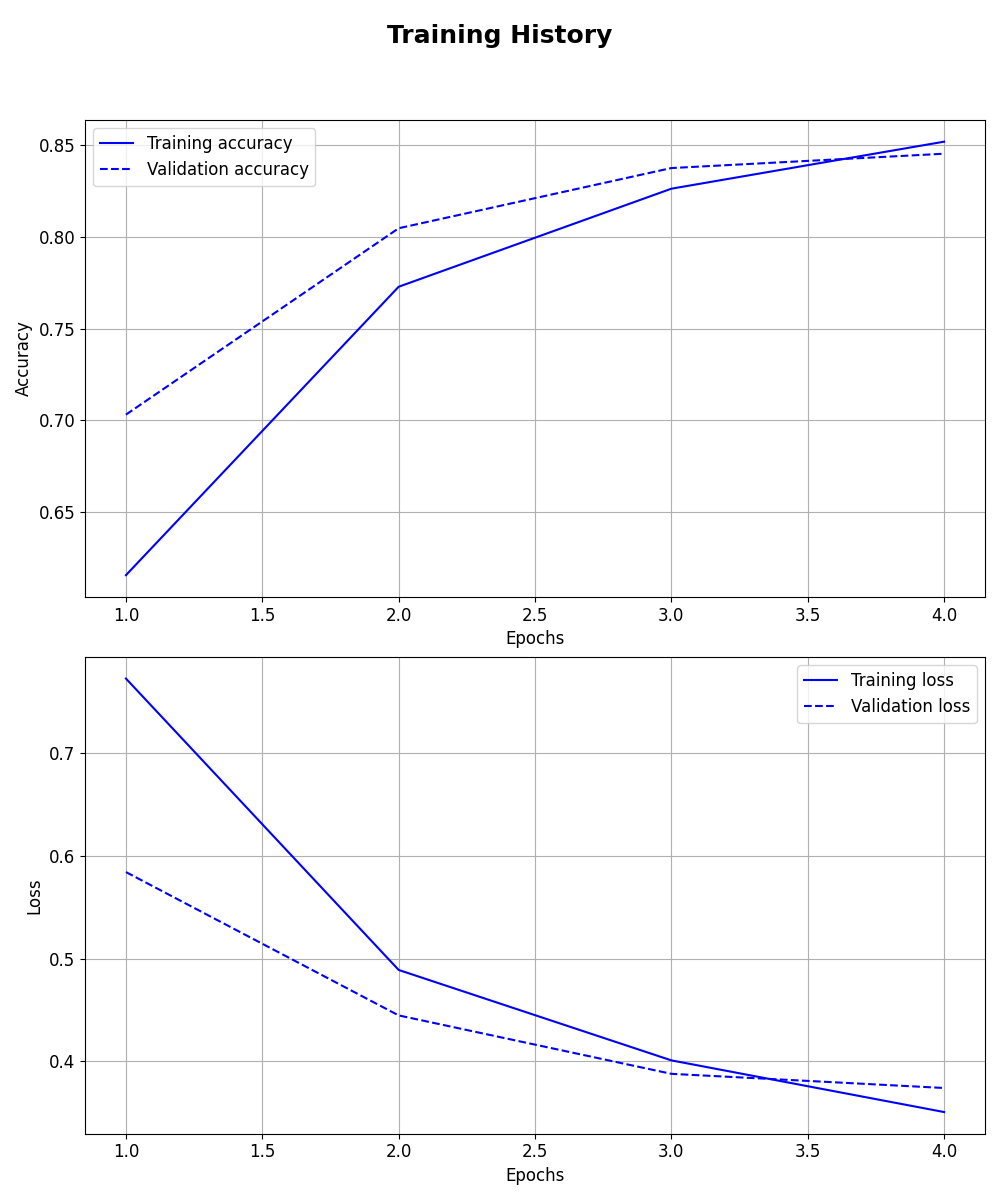 Training History
Training accuracy
Validation accuracy
0.85
0.80
0.75
0.70
0.65
Accuracy
1.0 1.5 2.0 2.5 3.0 3.5 4.0
Epochs
Training loss
Validation loss
0.7
0.6
0.5
0.4
Loss
1.0 1.5 2.0 2.5 3.0 3.5 4.0
Epochs